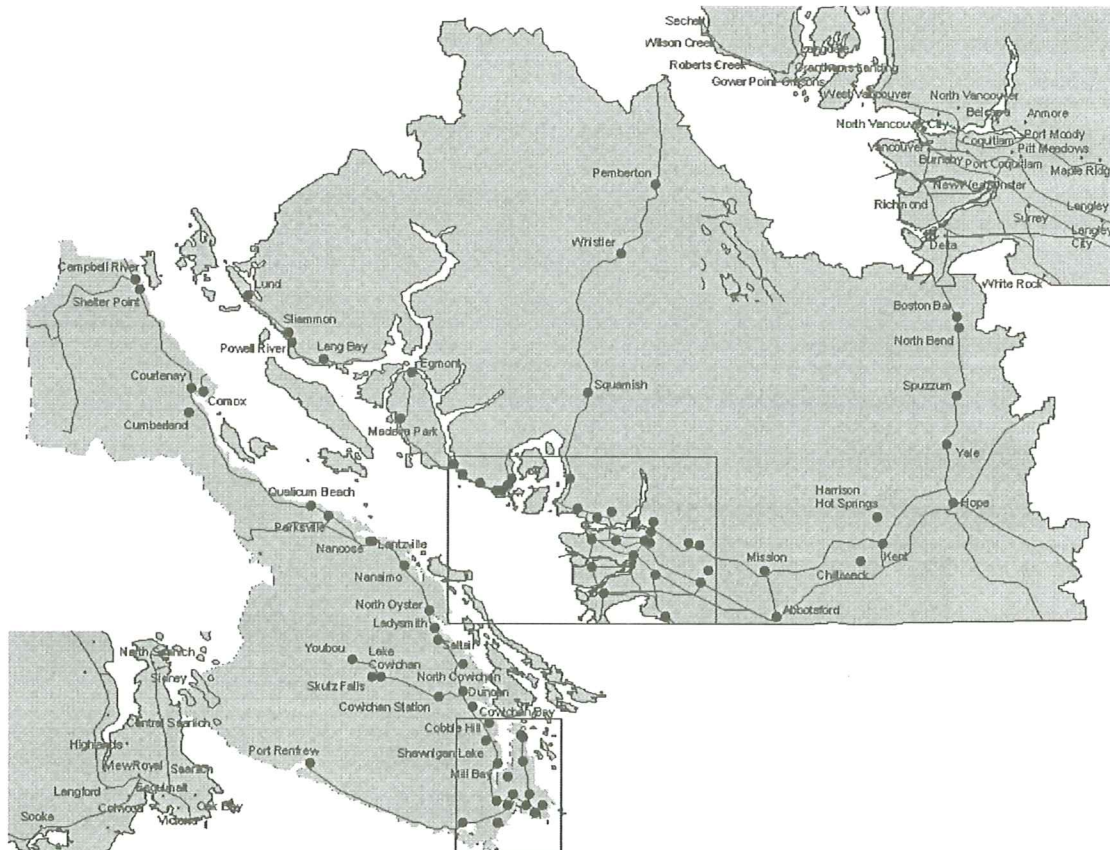 Sechelt
Wilson Creek
Langdale
Roberts Creek
Granthams Landing
Gower Point Gibsons
West Vancouver
North Vancouver
Belcarra
Anmore
North Vancouver City
Port Moody
Vancouver
Coquitlam
Pitt Meadows
Burnaby
Port Coquitlam
Maple Ridge
New Westminster
Richmond
Langley
Surrey
Langley
City
Delta
White Rock
Pemberton
Whistler
Campbell River
Shelter Point
Lund
Sliammon
Powell River
Lang Bay
Boston Bar
North Bend
Egmont
Courtenay
Comox
Squamish
Spuzzum
Cumberland
Madeira Park
Yale
Qualicum Beach
Harrison
Hot Springs
Hope
Parksville
Nanoose
Lantzville
Kent
Mission
Chilliwack
Nanaimo
North Oyster
Abbotsford
Ladysmith
Saltair
Youbou
Lake
Cowichan
North Cowichan
Skutz Falls
Duncan
Cowichan Station
Cowichan Bay
Cobble Hill
Port Renfrew
Shawnigan Lake
Mill Bay
North Saanich
Sidney
Central Saanich
Highlands
View Royal
Saanich
Langford
Esquimalt
Colwood
Oak Bay
Sooke
Victoria